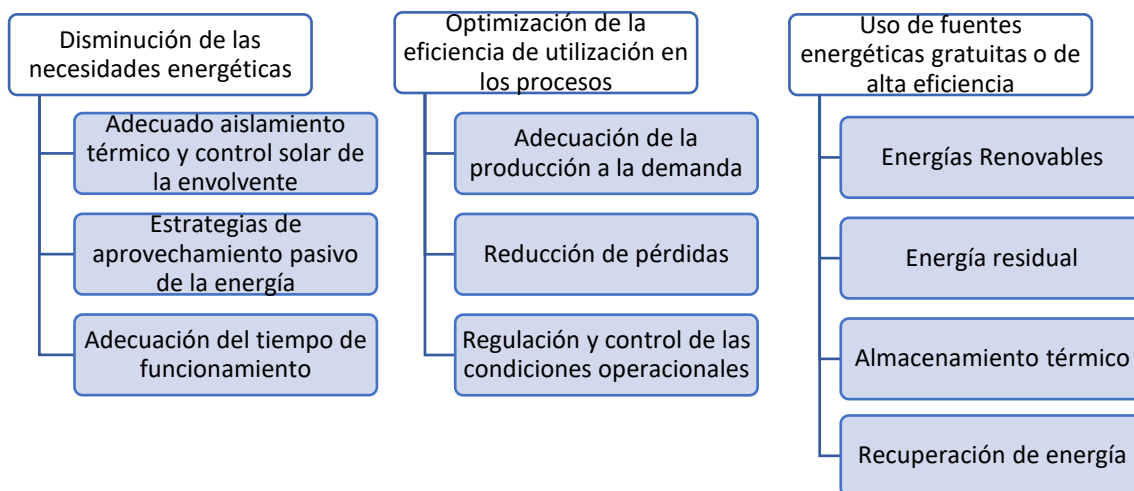 Disminución de las
necesidades energéticas
Adecuado aislamiento
térmico y control solar de
la envolvente
Estrategias de
aprovechamiento pasivo
de la energía
Adecuación del tiempo de
funcionamiento
Optimización de la
eficiencia de utilización en
los procesos
Adecuación de la
producción a la demanda
Reducción de pérdidas
Regulación y control de las
condiciones operacionales
Uso de fuentes
energéticas gratuitas o de
alta eficiencia
Energías Renovables
Energía residual
Almacenamiento térmico
Recuperación de energía